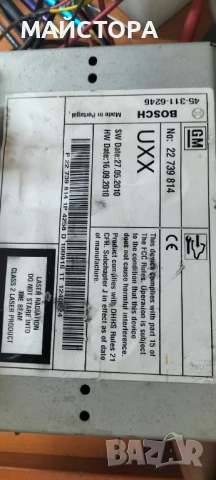 МАЙСТОРА
45-311-6246
BOSCH
Made in Portugal
UXX
SW Date:27.05.2010
HW Date:16.09.2010
GM
No: 22 739 814
This device complies with part 15 of
the FCC Rules. Operation is subject
to the condition that this device
does not cause harmful interference.
Product complies with DHHS Rules 21
CFR, Subchapter J in effect as of date
of manufacture.
CE
LASER RADIATION
DO NOT STARE INTO
THE BEAM
CLASS 2 LASER PRODUCT
BAZAR
bg